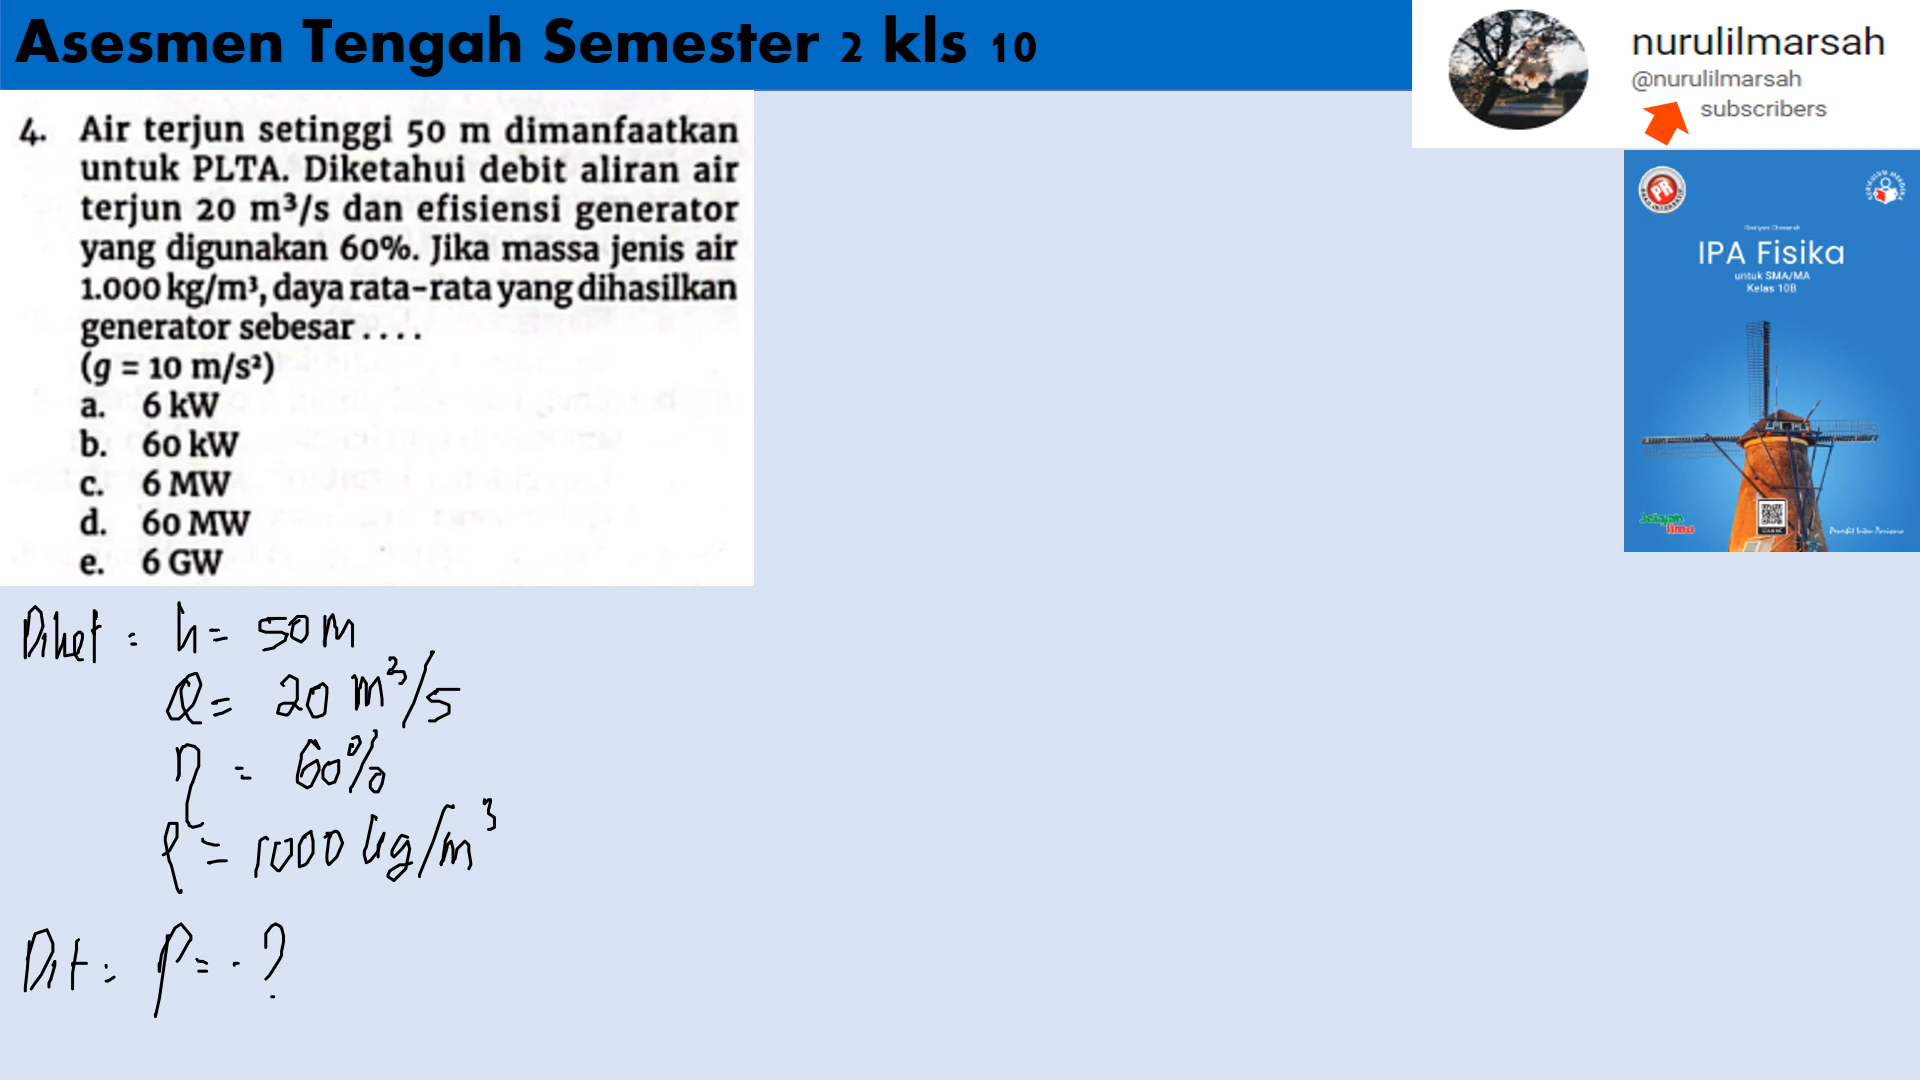 Asesmen Tengah Semester 2 kls 10
nurulilmarsah
@nurulilmarsah
subscribers
4. Air terjun setinggi 50 m dimanfaatkan
untuk PLTA. Diketahui debit aliran air
terjun 20 m³/s dan efisiensi generator
yang digunakan 60%. Jika massa jenis air
1.000 kg/m³, daya rata-rata yang dihasilkan
generator sebesar . . . .
(g = 10 m/s²)
a. 6 kW
b. 60 kW
c. 6 MW
d. 60 MW
e. 6 GW
PR
IPA Fisika
untuk SMA/MA
Kelas 10B
Jelajah
Ilmu
Diket : h = 50 m
Q = 20 m³/s
η = 60%
ρ = 1000 kg/m³
Dit : P = . ?